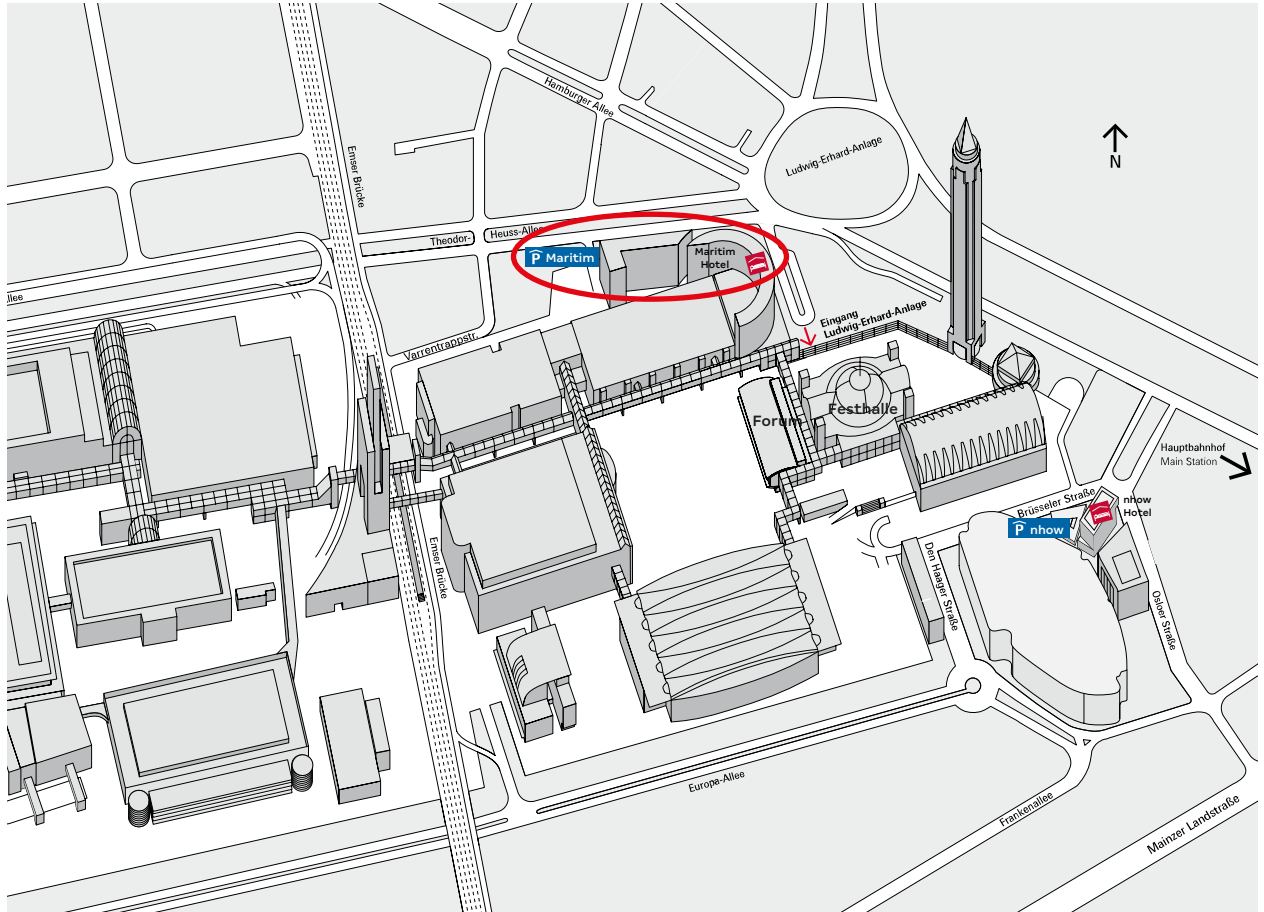 Hamburger Allee
Ludwig-Erhard-Anlage
N
Emser Brücke
Theodor-
Heuss-Allee
P Maritim
Maritim
Hotel
Allee
Eingang
Ludwig-Erhard-Anlage
Varrentrappstr.
Forum
Festhalle
Hauptbahnhof
Main Station
Brüsseler Straße
nhow
Hotel
P nhow
Emser Brücke
Den Haager Straße
Osloer Straße
Europa-Allee
Frankenallee
Mainzer Landstraße